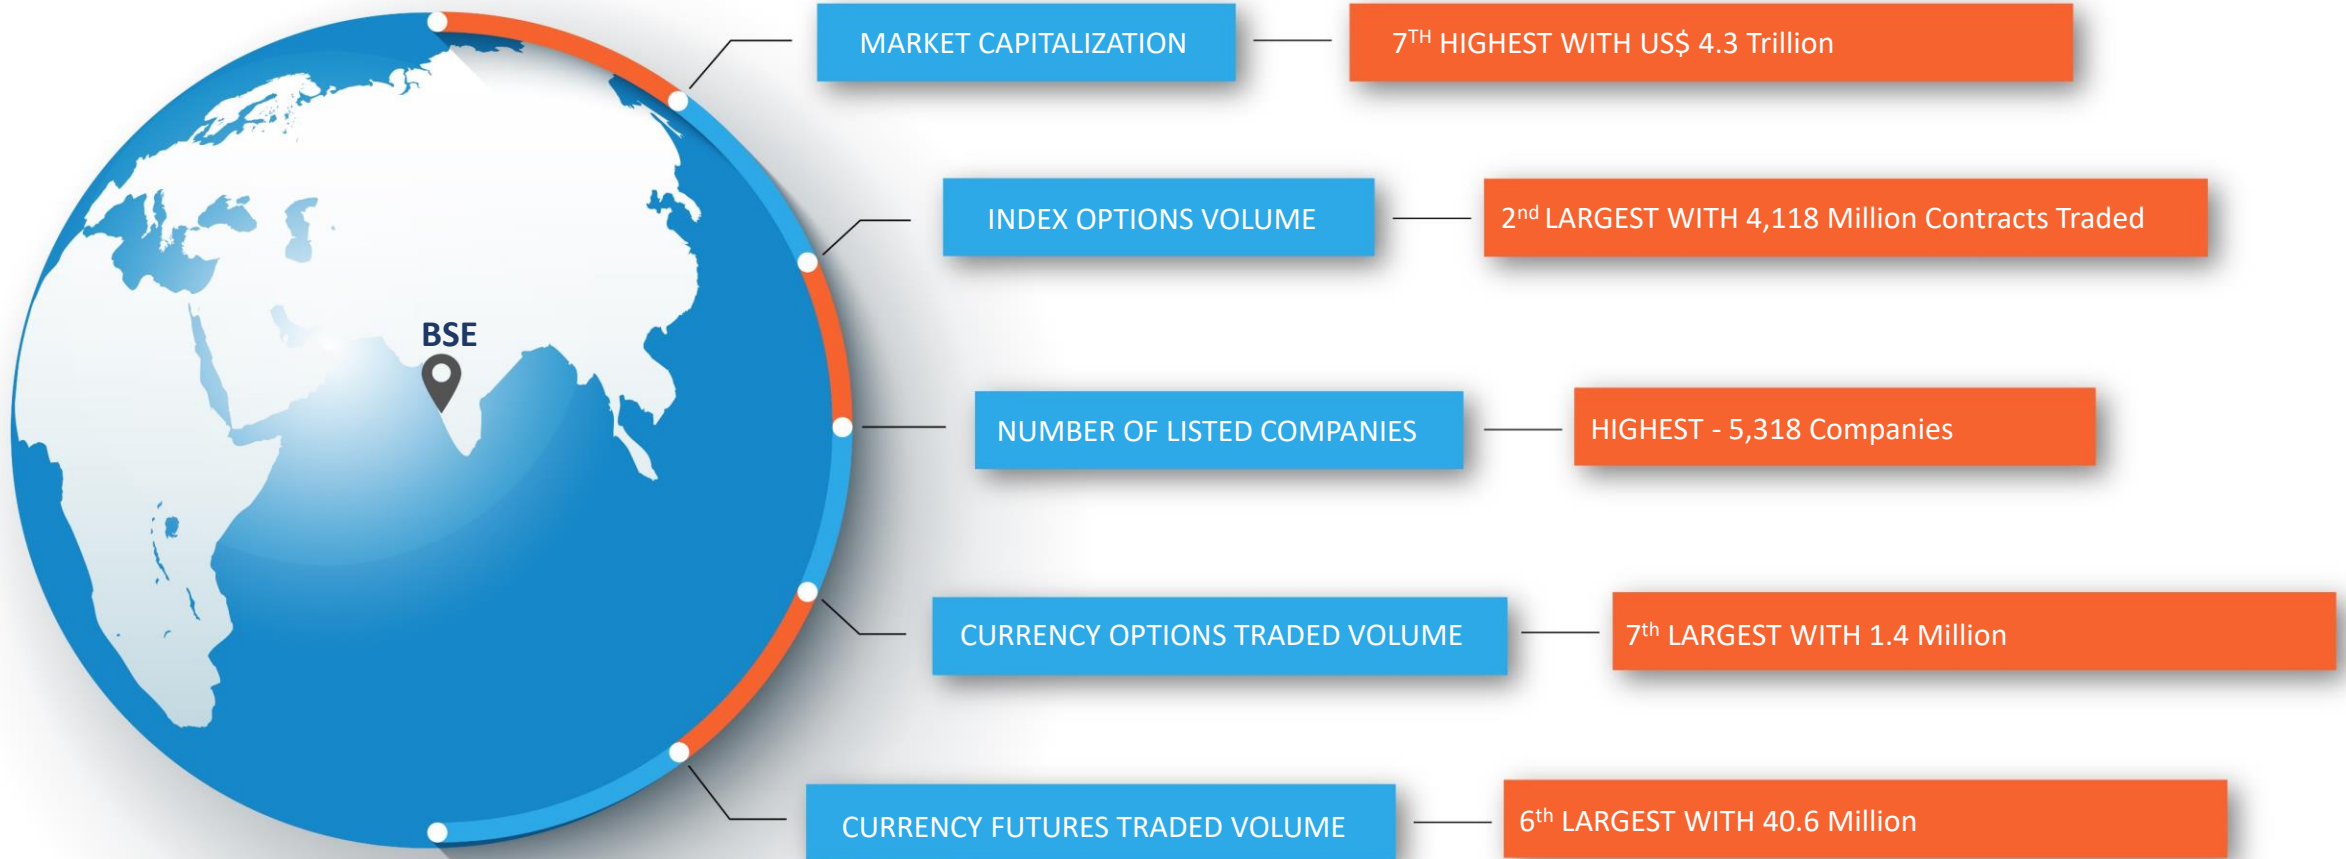 MARKET CAPITALIZATION
7TH HIGHEST WITH US$ 4.3 Trillion
INDEX OPTIONS VOLUME
2nd LARGEST WITH 4,118 Million Contracts Traded
BSE
NUMBER OF LISTED COMPANIES
HIGHEST - 5,318 Companies
CURRENCY OPTIONS TRADED VOLUME
7th LARGEST WITH 1.4 Million
CURRENCY FUTURES TRADED VOLUME
6th LARGEST WITH 40.6 Million